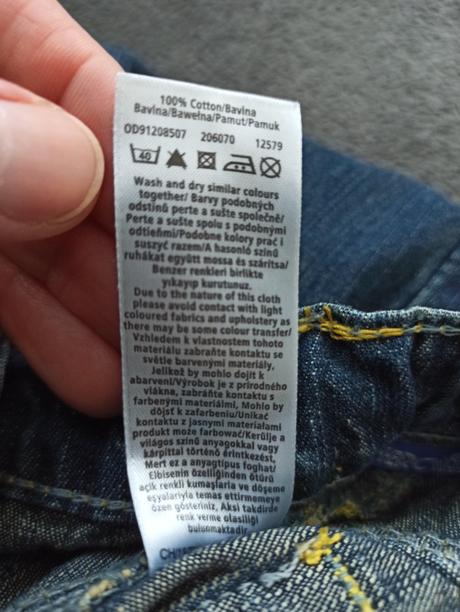 100% Cotton/Bavlna
Bavlna/Bawełna/Pamut/Pamuk
OD91208507 206070 12579
40
Wash and dry similar colours
together/ Barvy podobných
odstínů perte a sušte společně/
Perte a sušte spolu s podobnými
odtieňmi/Podobne kolory prać i
suszyć razem/A hasonló színű
ruhákat együtt mossa és szárítsa/
Benzer renkleri birlikte
yıkayıp kurutunuz.
Due to the nature of this cloth
please avoid contact with light
coloured fabrics and upholstery as
there may be some colour transfer/
Vzhledem k vlastnostem tohoto
materiálu zabraňte kontaktu se
světle barvenými materiály,
Jelikož by mohlo dojít k
abarvení/Výrobok je z prírodného
vlákna, zabráňte kontaktu s
farbenými materiálmi, Mohlo by
dôjsť k zafarbeniu/Unikać
kontaktu z jasnymi materiałami
produkt może farbować/Kerülje a
világos színű anyagokkal vagy
kárpittal történő érintkezést,
Mert ez a anyagtípus foghat/
Elbisenin özelliğinden ötürü
açık renkli kumaşlarla ve döşeme
eşyalariyla temas ettirmemeye
özen gösteriniz, Aksi takdirde
renk verme olasiliği
bulunmaktadir